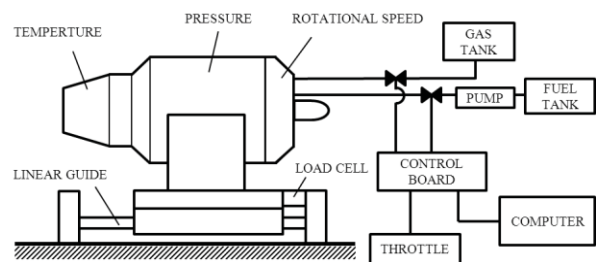 TEMPERTURE
PRESSURE
ROTATIONAL SPEED
GAS
TANK
PUMP
FUEL
TANK
LINEAR GUIDE
LOAD CELL
CONTROL
BOARD
COMPUTER
THROTTLE